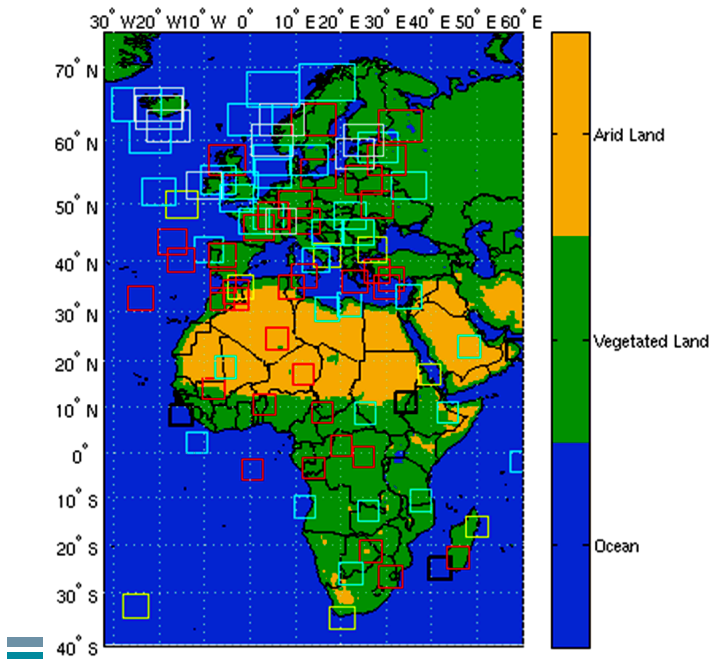 30° W20° W10° W 0° 10° E 20° E 30° E 40° E 50° E 60° E
70° N
60° N
50° N
40° N
30° N
20° N
10° N
0°
10° S
20° S
30° S
40° S
Arid Land
Vegetated Land
Ocean